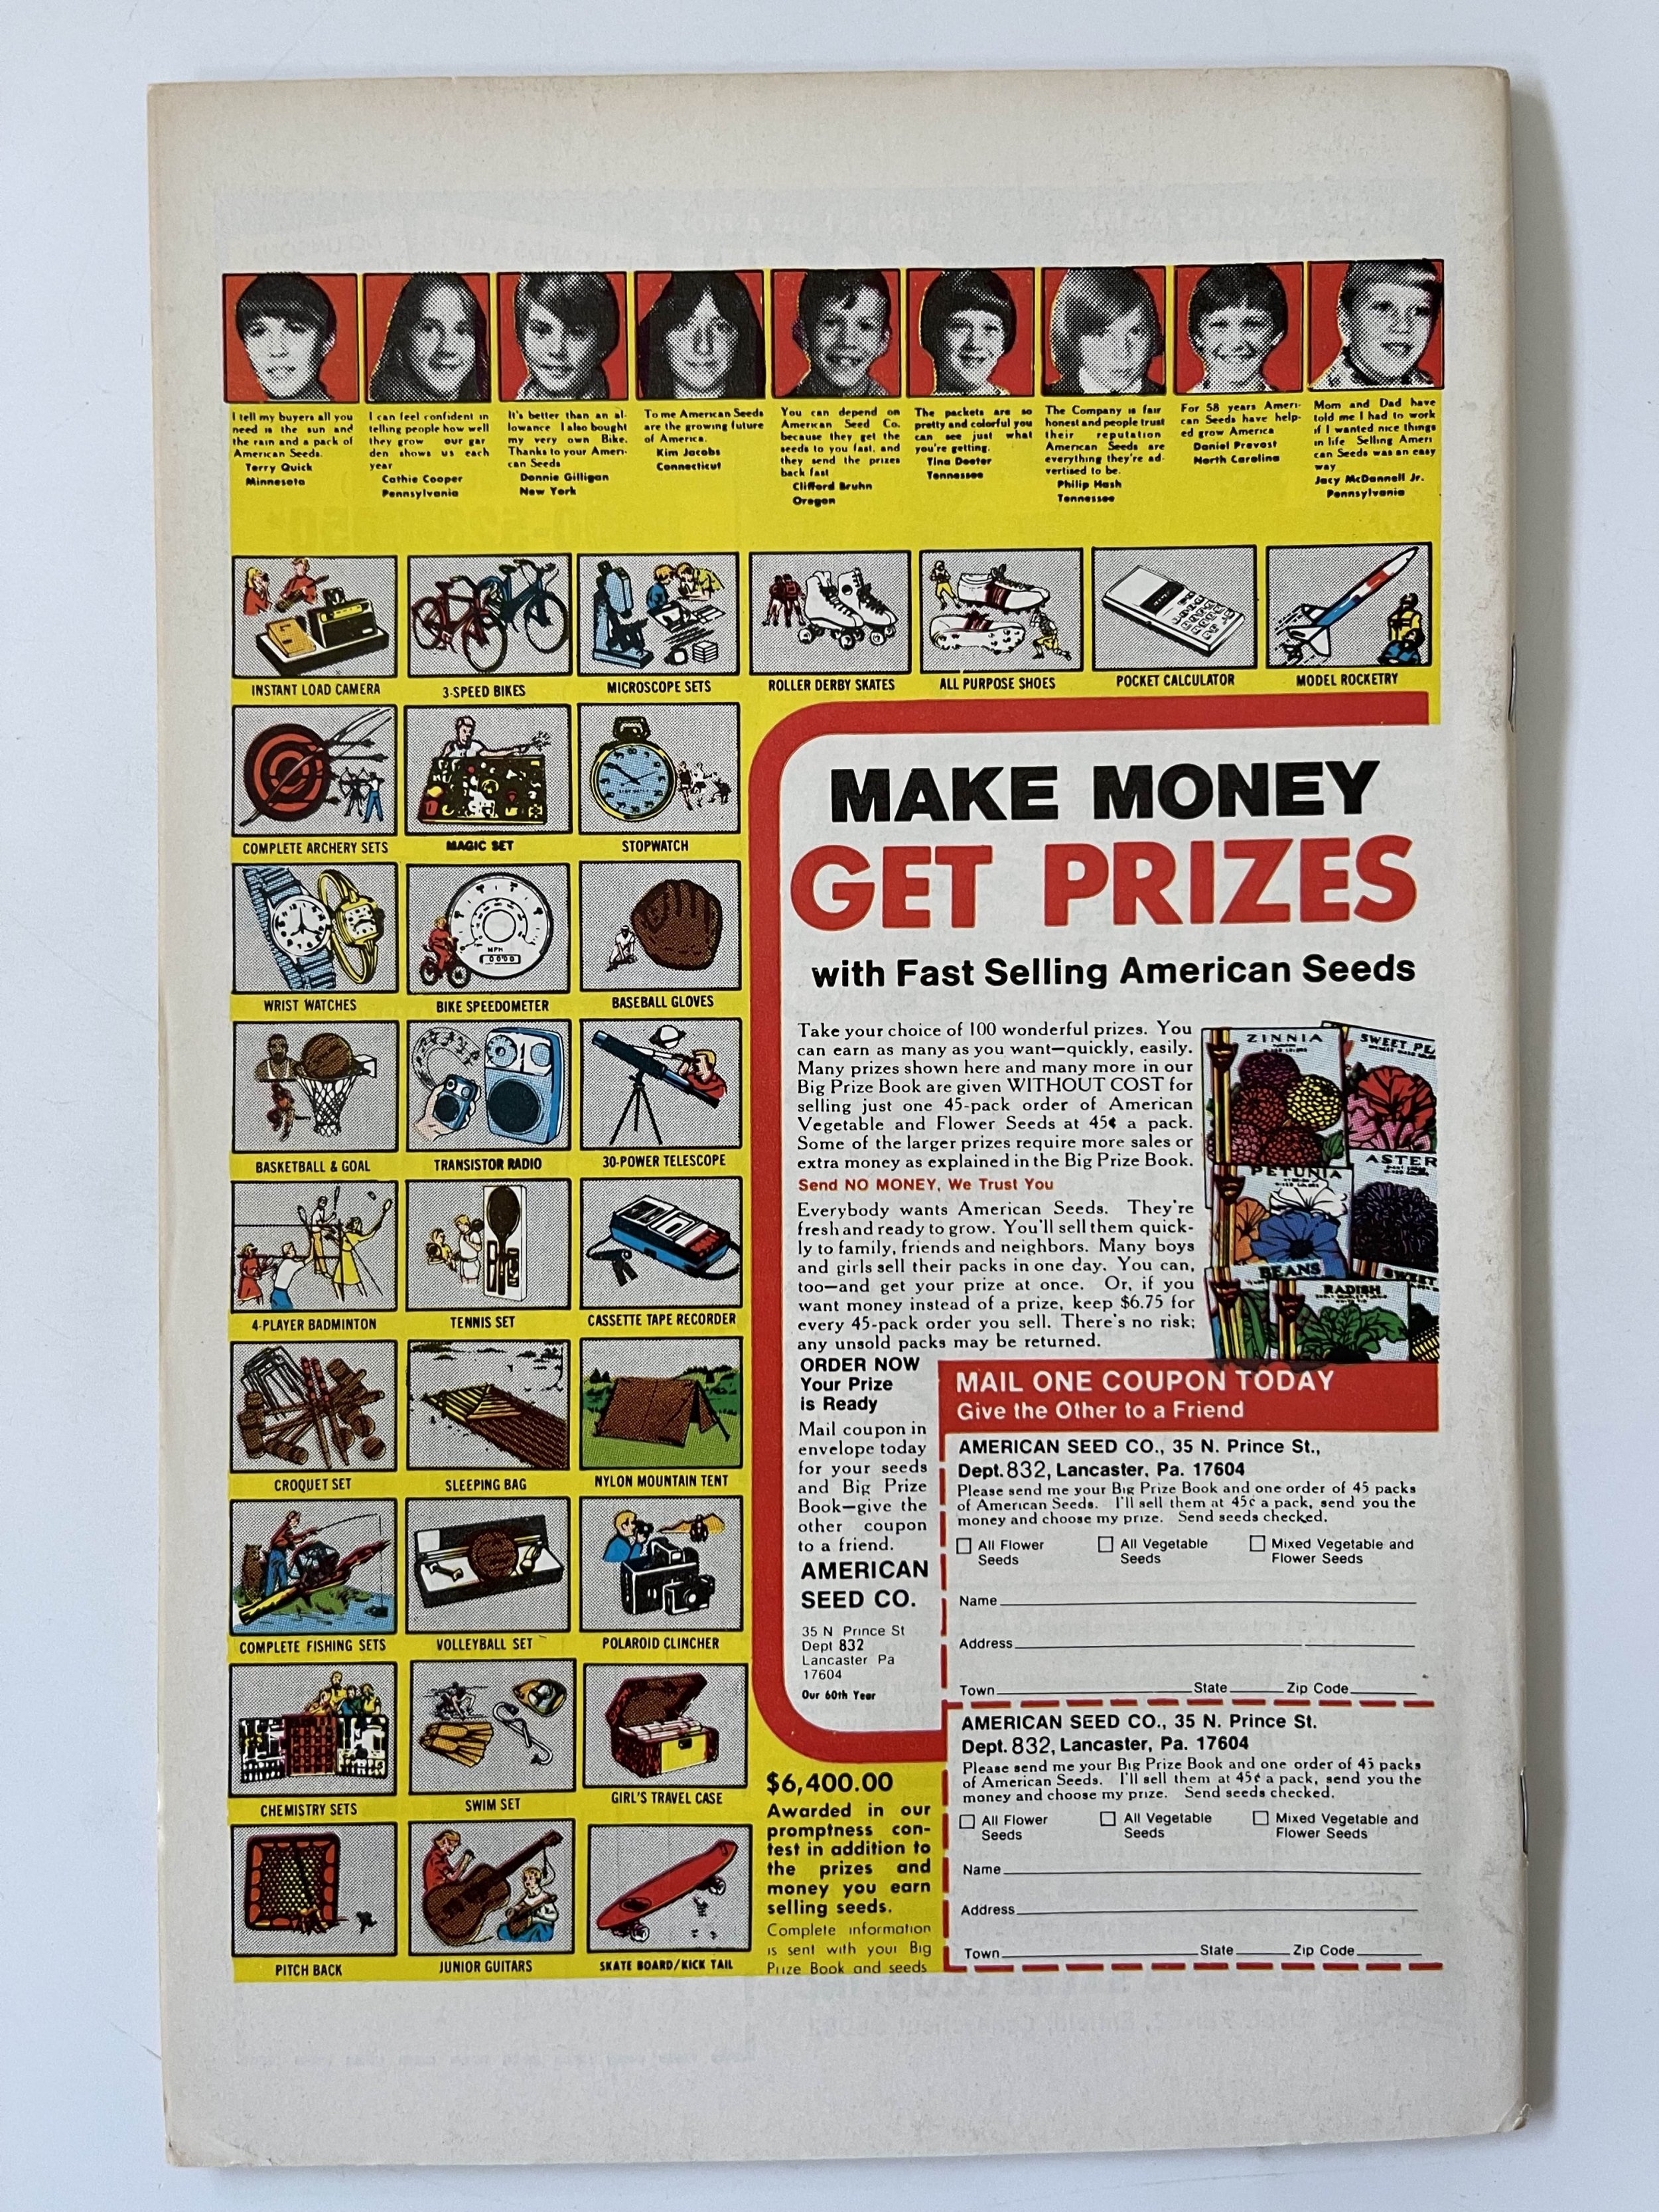 I tell my buyers all you
need is the sun and
the rain and a pack of
American Seeds.
Terry Quick
Minnesota
I can feel confident in
telling people how well
they grow our gar
den shows us each
year
Cathie Cooper
Pennsylvania
It's better than an al-
lowance I also bought
my very own Bike.
Thanks to your Ameri-
can Seeds
Donnie Gilligan
New York
To me American Seeds
are the growing future
of America.
Kim Jacobs
Connecticut
You can depend on
American Seed Co.
because they get the
seeds to you fast, and
they send the prizes
back fast
Clifford Bruhn
Oregon
The packets are so
pretty and colorful you
can see just what
you're getting.
Tina Deeter
Tennessee
The Company is fair
honest and people trust
their reputation
American Seeds are
everything they're ad-
vertised to be.
Philip Hash
Tennessee
For 58 years Ameri-
can Seeds have help-
ed grow America
Daniel Prevost
North Carolina
Mom and Dad have
told me I had to work
if I wanted nice things
in life Selling Ameri
can Seeds was an easy
way
Jacy McDannell Jr.
Pennsylvania
INSTANT LOAD CAMERA
3-SPEED BIKES
MICROSCOPE SETS
ROLLER DERBY SKATES
ALL PURPOSE SHOES
POCKET CALCULATOR
MODEL ROCKETRY
COMPLETE ARCHERY SETS
MAGIC SET
STOPWATCH
WRIST WATCHES
MPH
BIKE SPEEDOMETER
BASEBALL GLOVES
BASKETBALL & GOAL
TRANSISTOR RADIO
30-POWER TELESCOPE
4-PLAYER BADMINTON
TENNIS SET
CASSETTE TAPE RECORDER
CROQUET SET
SLEEPING BAG
NYLON MOUNTAIN TENT
COMPLETE FISHING SETS
VOLLEYBALL SET
POLAROID CLINCHER
CHEMISTRY SETS
SWIM SET
GIRL'S TRAVEL CASE
PITCH BACK
JUNIOR GUITARS
SKATE BOARD/KICK TAIL
MAKE MONEY
GET PRIZES
with Fast Selling American Seeds
Take your choice of 100 wonderful prizes. You
can earn as many as you want—quickly, easily.
Many prizes shown here and many more in our
Big Prize Book are given WITHOUT COST for
selling just one 45-pack order of American
Vegetable and Flower Seeds at 45¢ a pack.
Some of the larger prizes require more sales or
extra money as explained in the Big Prize Book.
Send NO MONEY, We Trust You
Everybody wants American Seeds. They're
fresh and ready to grow. You'll sell them quick-
ly to family, friends and neighbors. Many boys
and girls sell their packs in one day. You can,
too—and get your prize at once. Or, if you
want money instead of a prize, keep $6.75 for
every 45-pack order you sell. There's no risk;
any unsold packs may be returned.
ZINNIA
SWEET PE
PETUNIA
ASTER
BEANS
RADISH
SWEET
ORDER NOW
Your Prize
is Ready
Mail coupon in
envelope today
for your seeds
and Big Prize
Book—give the
other coupon
to a friend.
AMERICAN
SEED CO.
35 N Prince St
Dept 832
Lancaster Pa
17604
Our 60th Year
$6,400.00
Awarded in our
promptness con-
test in addition to
the prizes and
money you earn
selling seeds.
Complete information
is sent with your Big
Prize Book and seeds
MAIL ONE COUPON TODAY
Give the Other to a Friend
AMERICAN SEED CO., 35 N. Prince St.,
Dept. 832, Lancaster, Pa. 17604
Please send me your Big Prize Book and one order of 45 packs
of American Seeds. I'll sell them at 45¢ a pack, send you the
money and choose my prize. Send seeds checked.
All Flower Seeds
All Vegetable Seeds
Mixed Vegetable and Flower Seeds
Name
Address
Town State Zip Code
AMERICAN SEED CO., 35 N. Prince St.
Dept. 832, Lancaster, Pa. 17604
Please send me your Big Prize Book and one order of 45 packs
of American Seeds. I'll sell them at 45¢ a pack, send you the
money and choose my prize. Send seeds checked.
All Flower Seeds
All Vegetable Seeds
Mixed Vegetable and Flower Seeds
Name
Address
Town State Zip Code